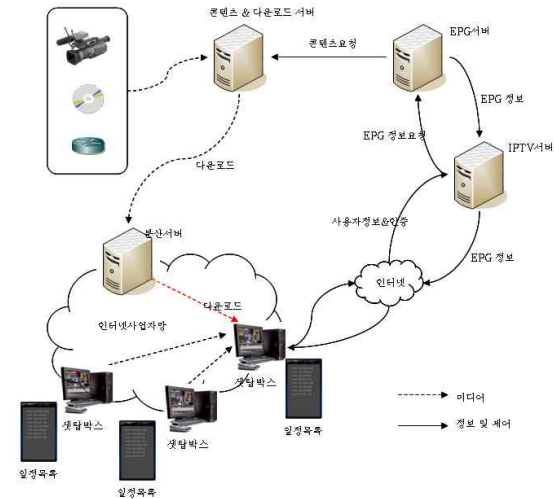 콘텐츠 & 다운로드 서버
EPG서버
콘텐츠요청
EPG 정보
EPG 정보요청
IPTV서버
다운로드
사용자정보&인증
분산서버
EPG 정보
인터넷
다운로드
인터넷사업자망
셋탑박스
셋탑박스
셋탑박스
일정목록
일정목록
일정목록
미디어
정보 및 제어